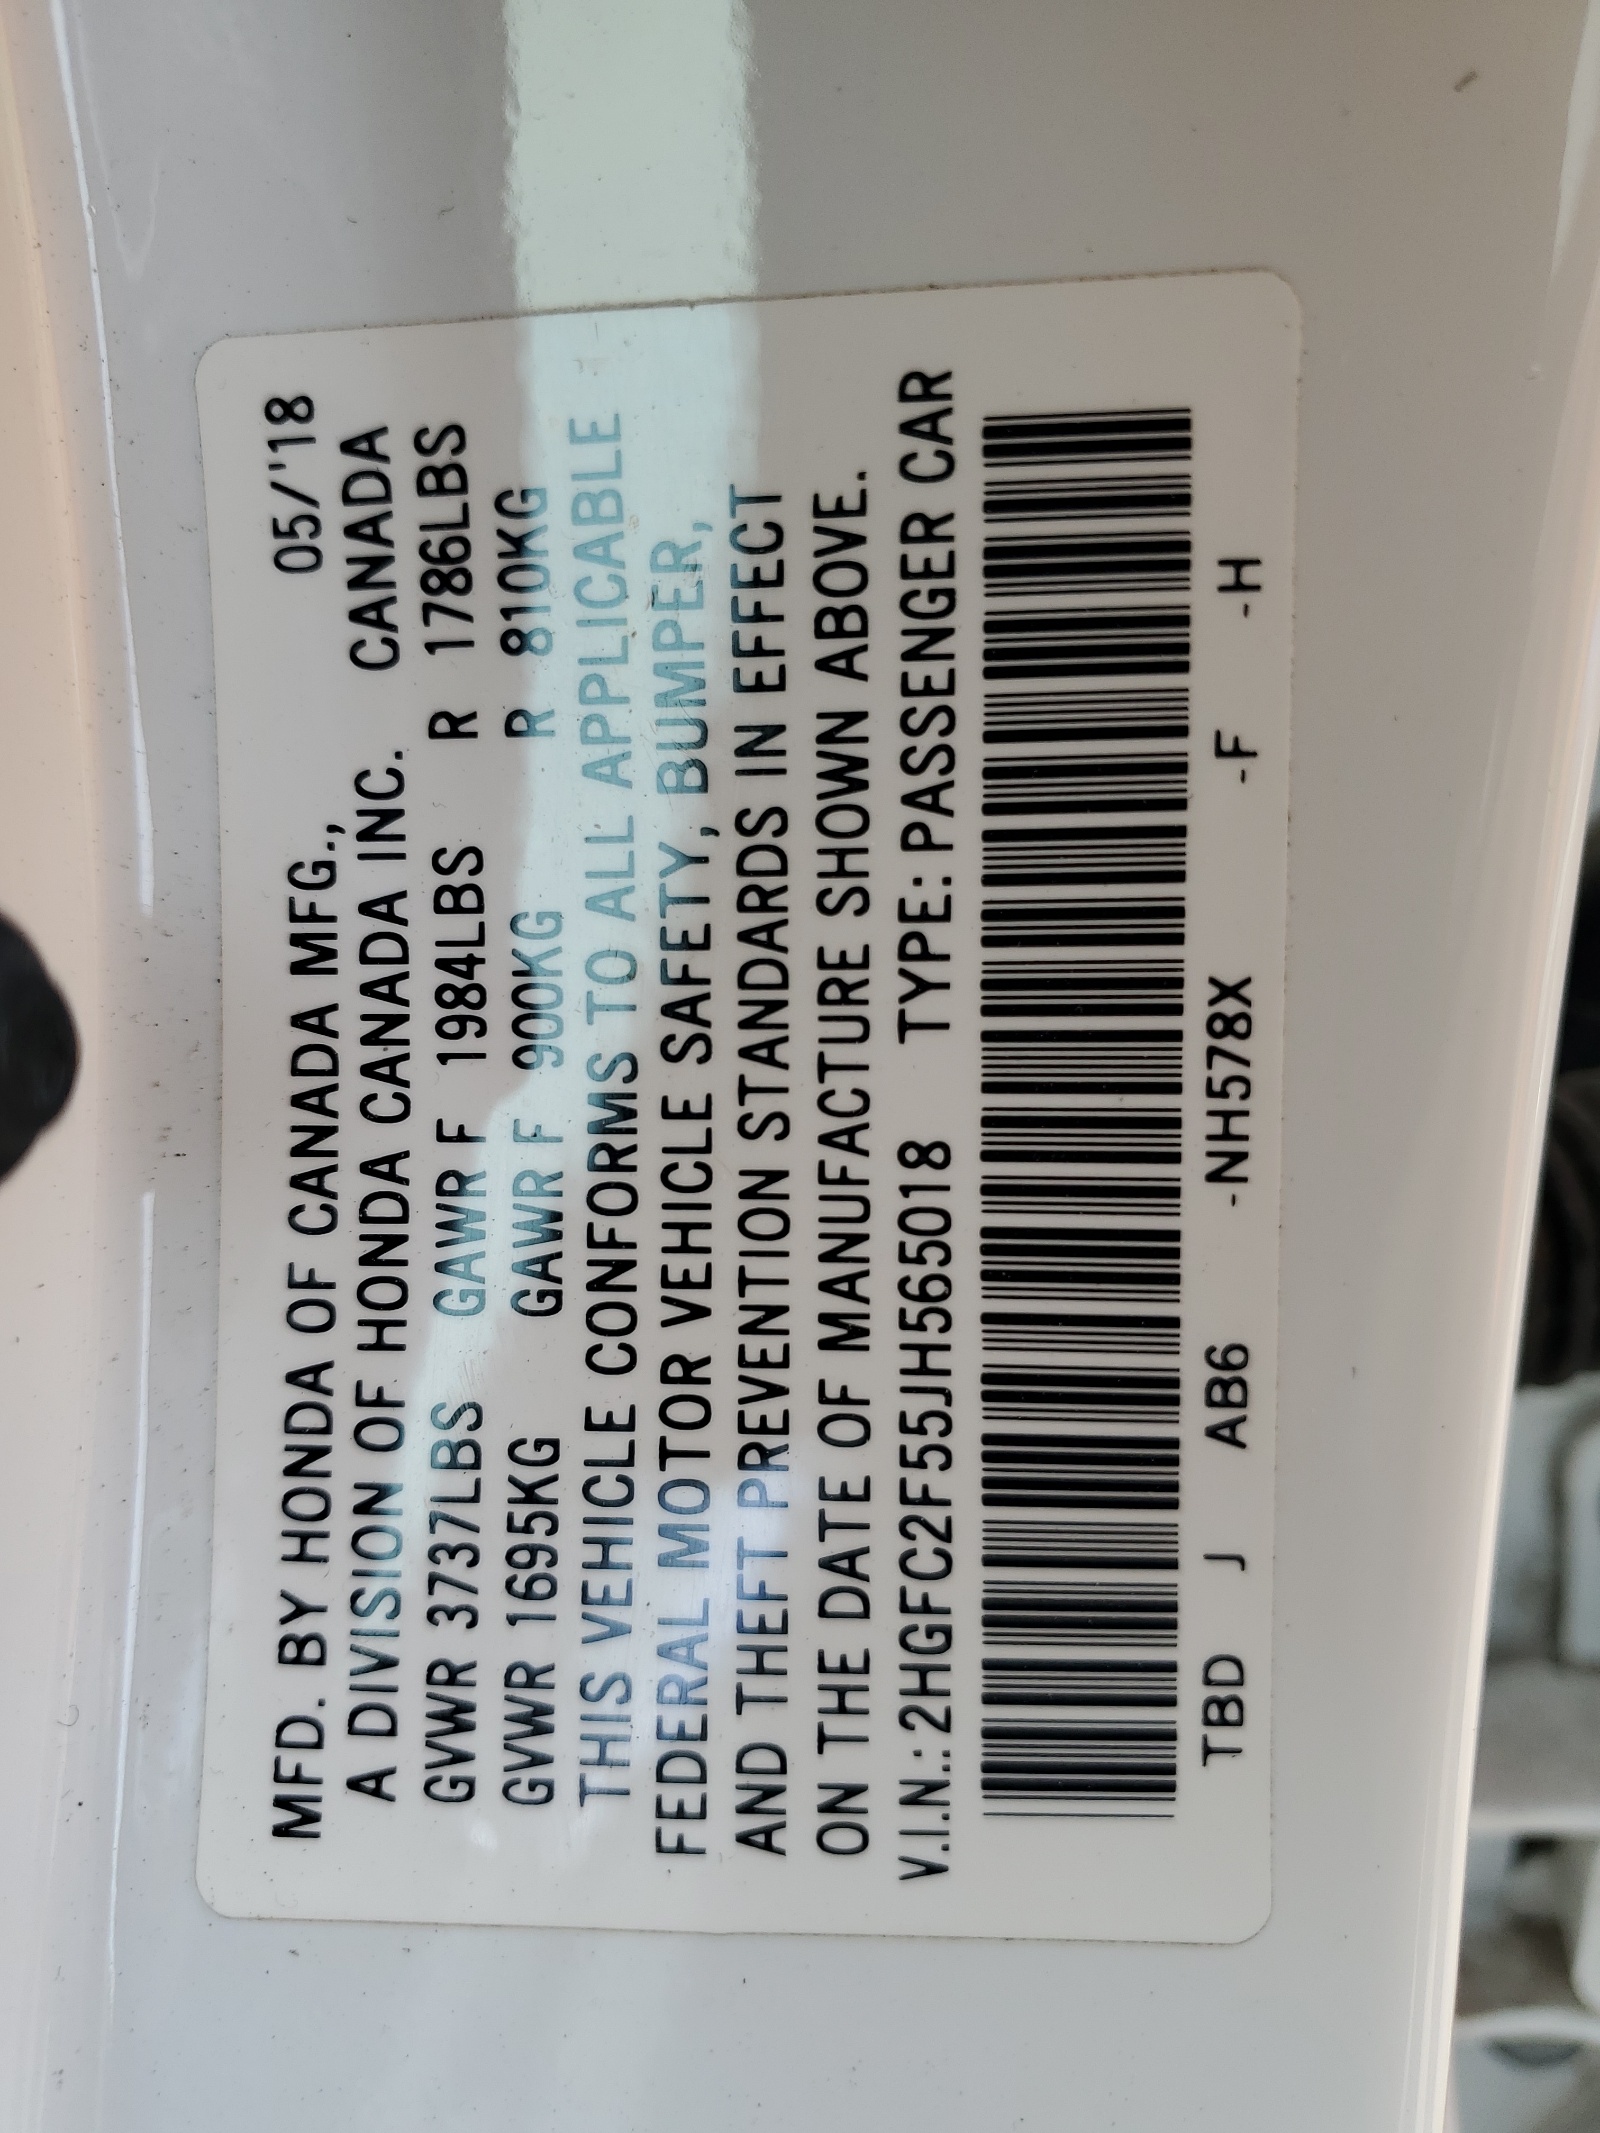 MFD. BY HONDA OF CANADA MFG., 05/'18
A DIVISION OF HONDA CANADA INC. CANADA
GVWR 3737LBS GAWR F 1984LBS R 1786LBS
GVWR 1695KG GAWR F 900KG R 810KG
THIS VEHICLE CONFORMS TO ALL APPLICABLE
FEDERAL MOTOR VEHICLE SAFETY, BUMPER,
AND THEFT PREVENTION STANDARDS IN EFFECT
ON THE DATE OF MANUFACTURE SHOWN ABOVE.
V.I.N.: 2HGFC2F55JH565018 TYPE: PASSENGER CAR
TBD J AB6 -NH578X -F -H